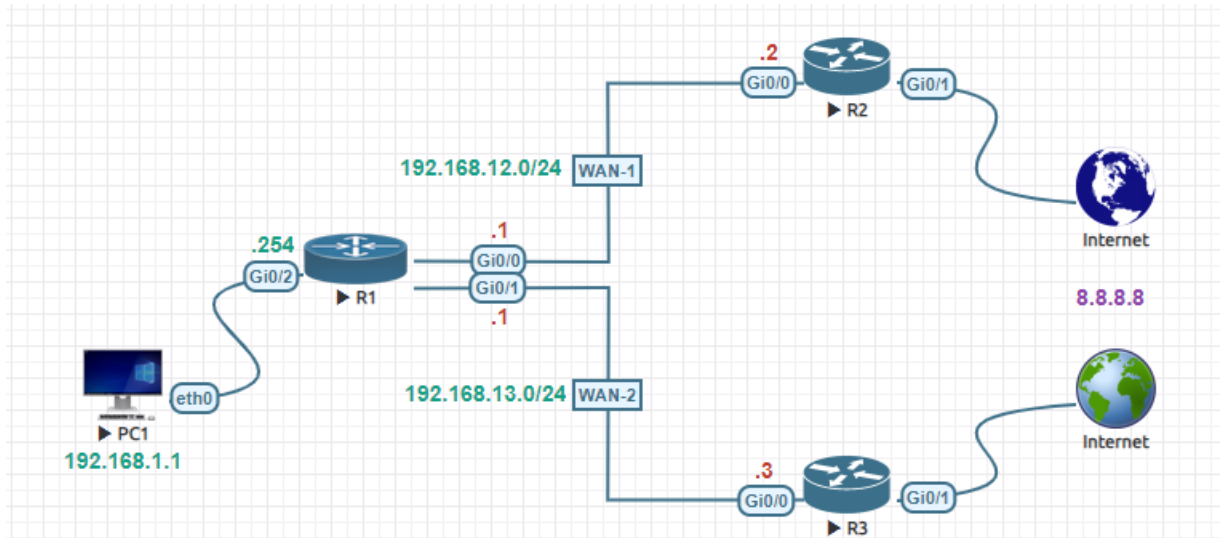 .2
Gi0/0
Gi0/1
R2
192.168.12.0/24
WAN-1
Internet
.254
.1
Gi0/2
Gi0/0
R1
Gi0/1
.1
8.8.8.8
192.168.13.0/24
WAN-2
eth0
PC1
192.168.1.1
Internet
.3
Gi0/0
Gi0/1
R3